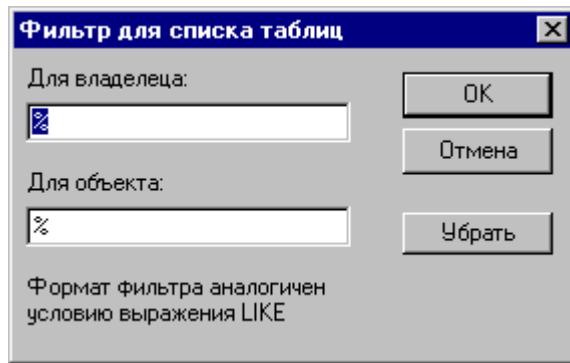 Фильтр для списка таблиц
Для владелеца:
%
Для объекта:
%
Формат фильтра аналогичен
условию выражения LIKE
OK
Отмена
Убрать